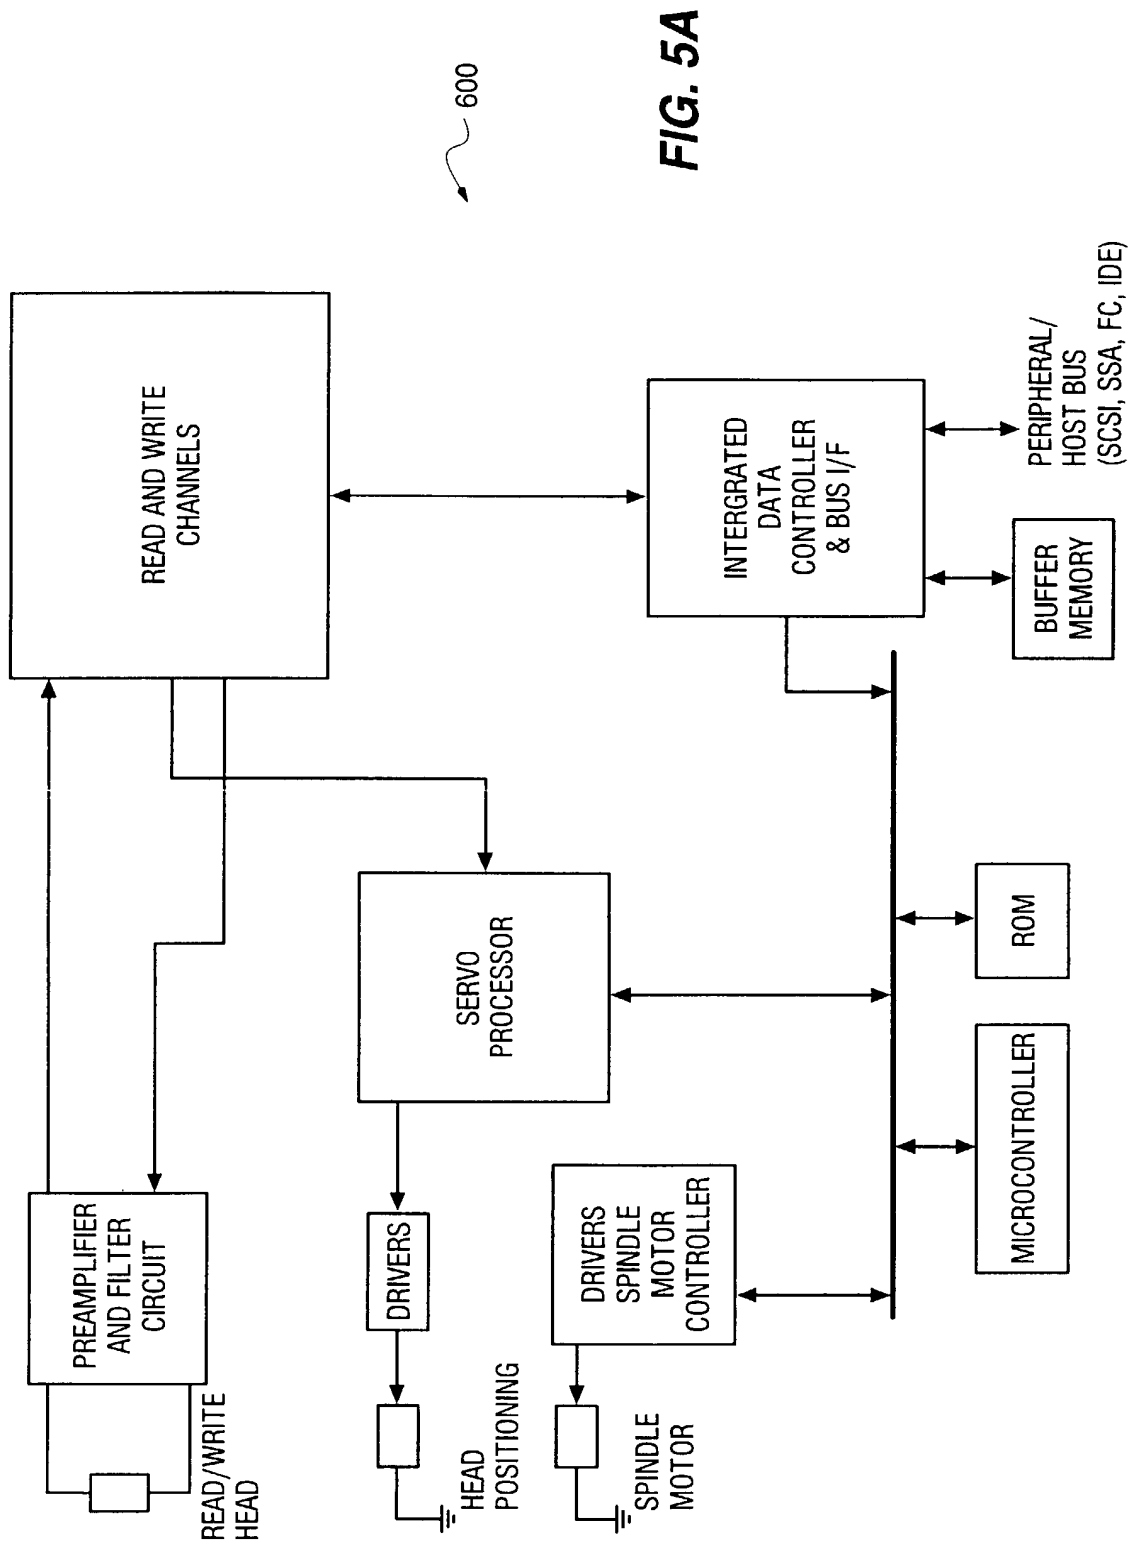 READ/WRITE
HEAD
PREAMPLIFIER
AND FILTER
CIRCUIT
READ AND WRITE
CHANNELS
600
HEAD
POSITIONING
DRIVERS
SERVO
PROCESSOR
SPINDLE
MOTOR
DRIVERS
SPINDLE
MOTOR
CONTROLLER
INTERGRATED
DATA
CONTROLLER
& BUS I/F
MICROCONTROLLER
ROM
BUFFER
MEMORY
PERIPHERAL/
HOST BUS
(SCSI, SSA, FC, IDE)
FIG. 5A